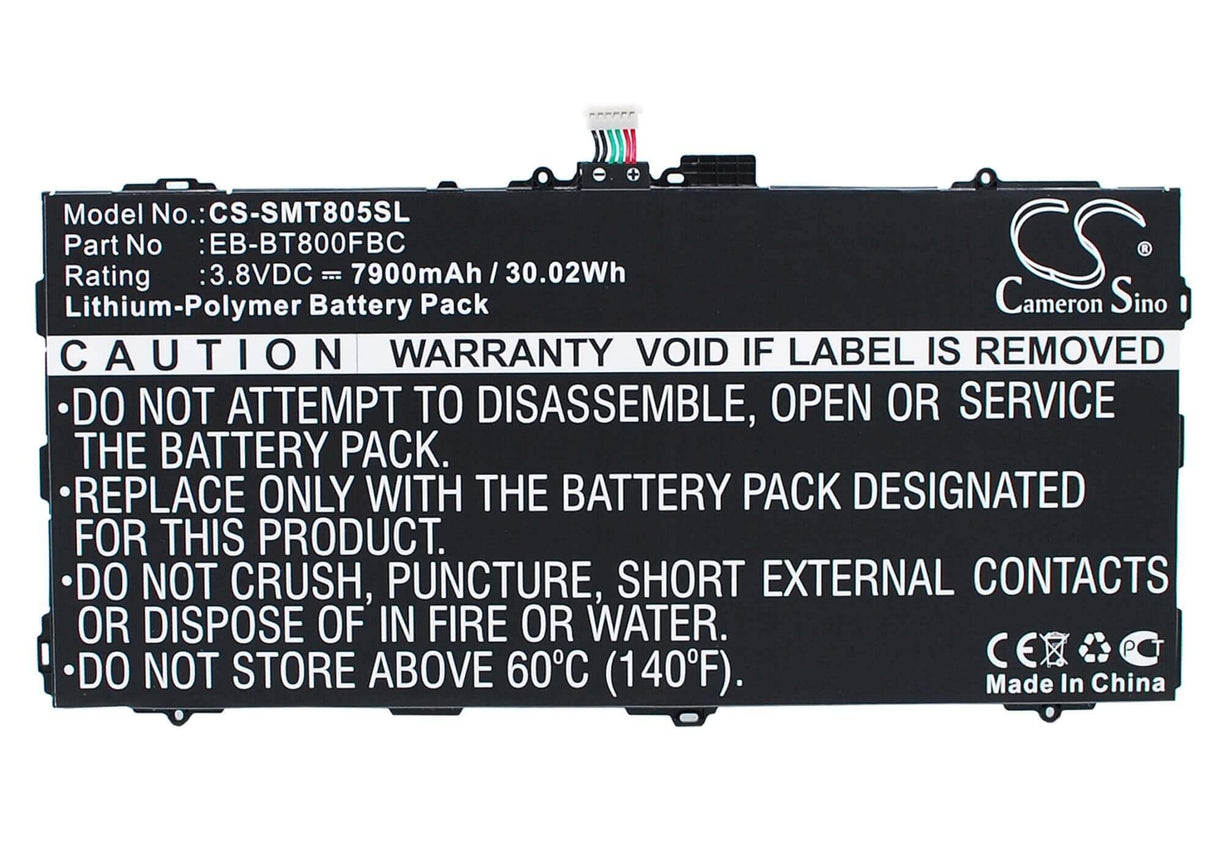 Model No.: CS-SMT805SL
Part No : EB-BT800FBC
Rating : 3.8VDC ⎓ 7900mAh / 30.02Wh
Lithium-Polymer Battery Pack
CS®
Cameron Sino
CAUTION WARRANTY VOID IF LABEL IS REMOVED
•DO NOT ATTEMPT TO DISASSEMBLE, OPEN OR SERVICE
THE BATTERY PACK.
•REPLACE ONLY WITH THE BATTERY PACK DESIGNATED
FOR THIS PRODUCT.
•DO NOT CRUSH, PUNCTURE, SHORT EXTERNAL CONTACTS
OR DISPOSE OF IN FIRE OR WATER.
•DO NOT STORE ABOVE 60°C (140°F).
CE PCT
Made In China